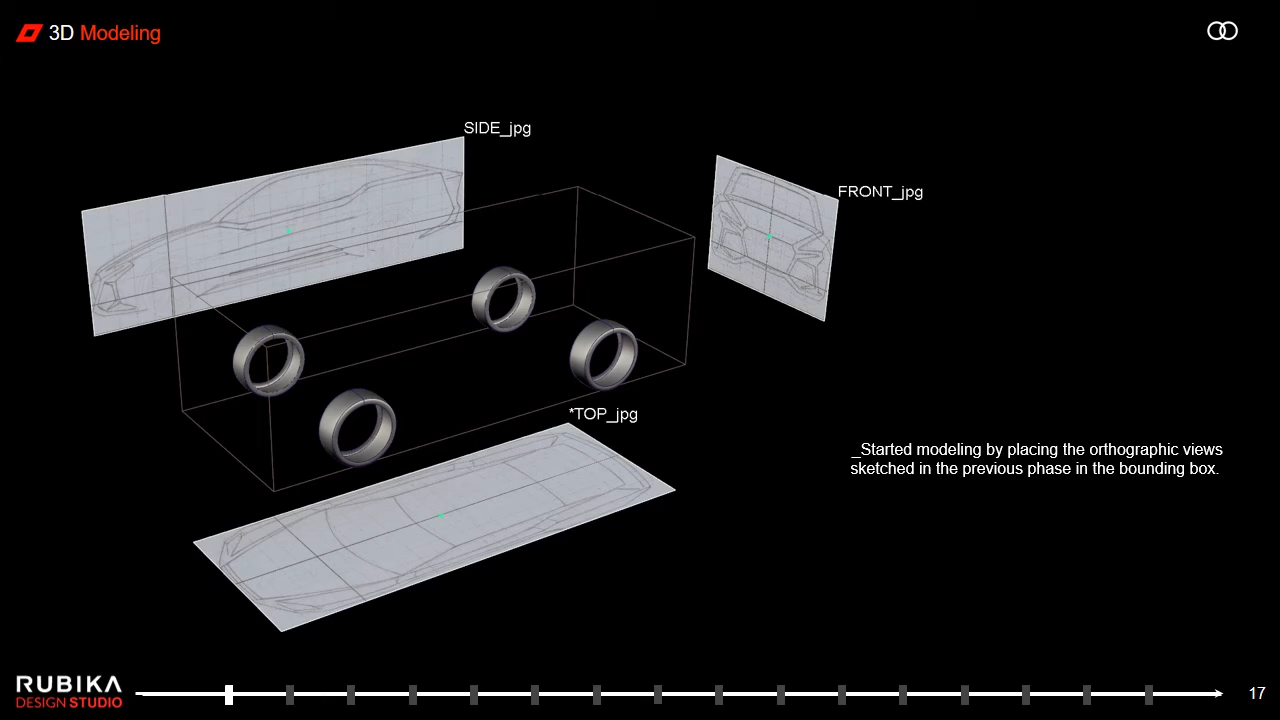 3D Modeling
SIDE_jpg
FRONT_jpg
*TOP_jpg
_Started modeling by placing the orthographic views
sketched in the previous phase in the bounding box.
RUBIKA
DESIGN STUDIO
17